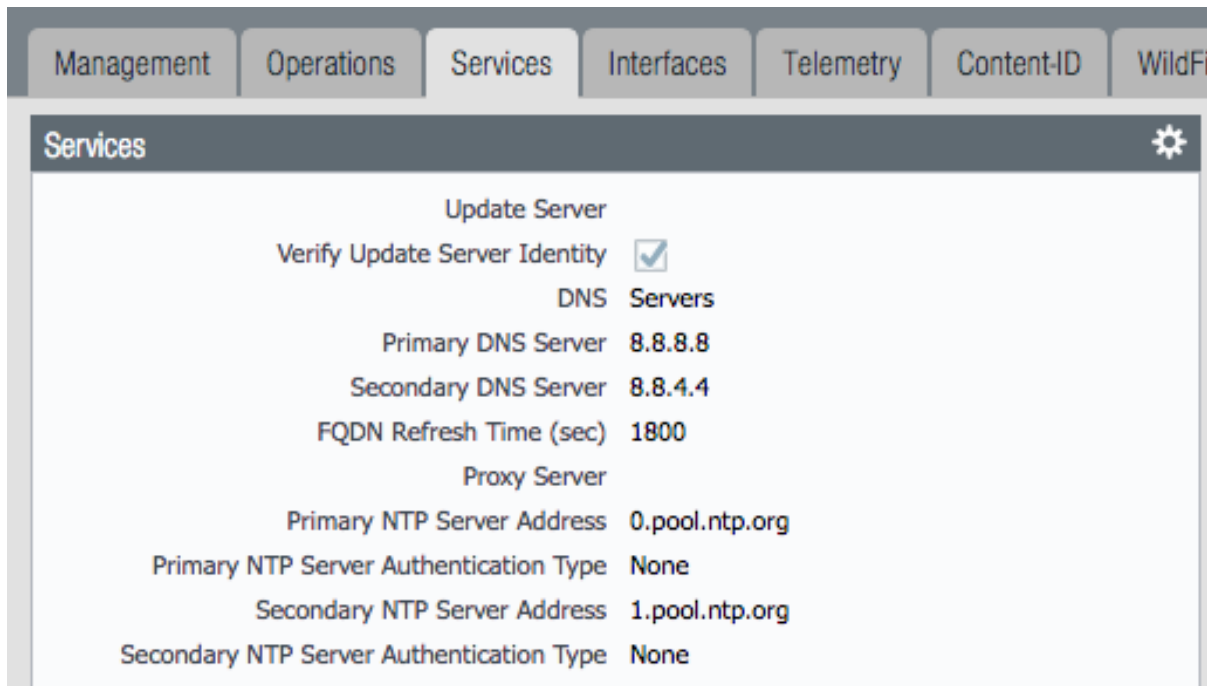 Management Operations Services Interfaces Telemetry Content-ID WildFi
Services
Update Server
Verify Update Server Identity
DNS Servers
Primary DNS Server 8.8.8.8
Secondary DNS Server 8.8.4.4
FQDN Refresh Time (sec) 1800
Proxy Server
Primary NTP Server Address 0.pool.ntp.org
Primary NTP Server Authentication Type None
Secondary NTP Server Address 1.pool.ntp.org
Secondary NTP Server Authentication Type None